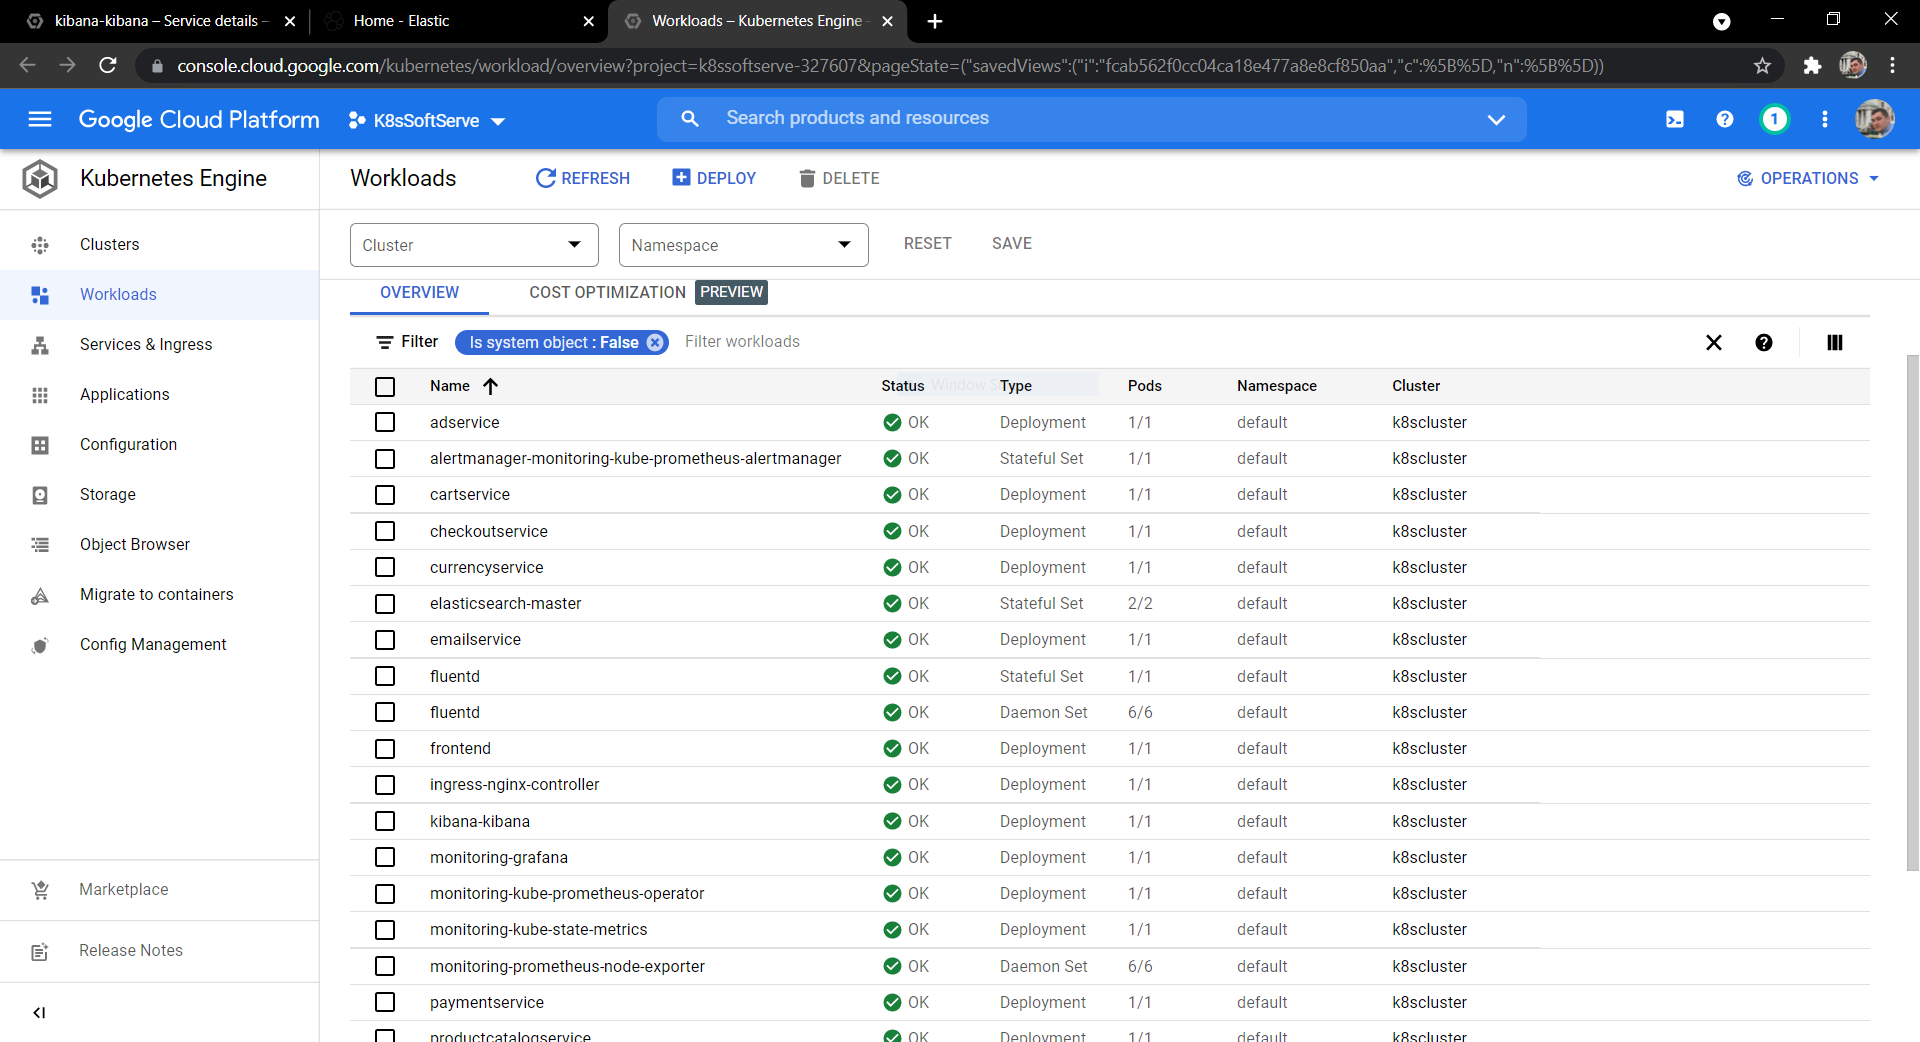 kibana-kibana – Service details –
Home - Elastic
Workloads – Kubernetes Engine -
console.cloud.google.com/kubernetes/workload/overview?project=k8ssoftserve-327607&pageState=("savedViews":("i":"fcab562f0cc04ca18e477a8e8cf850aa","c":%5B%5D,"n":%5B%5D))
Google Cloud Platform
K8sSoftServe
Search products and resources
1
Kubernetes Engine
Workloads
REFRESH
DEPLOY
DELETE
OPERATIONS
Clusters
Workloads
Services & Ingress
Applications
Configuration
Storage
Object Browser
Migrate to containers
Config Management
Marketplace
Release Notes
Cluster
Namespace
RESET
SAVE
OVERVIEW
COST OPTIMIZATION PREVIEW
Filter
Is system object : False
Filter workloads
Name Status Type Pods Namespace Cluster
adservice OK Deployment 1/1 default k8scluster
alertmanager-monitoring-kube-prometheus-alertmanager OK Stateful Set 1/1 default k8scluster
cartservice OK Deployment 1/1 default k8scluster
checkoutservice OK Deployment 1/1 default k8scluster
currencyservice OK Deployment 1/1 default k8scluster
elasticsearch-master OK Stateful Set 2/2 default k8scluster
emailservice OK Deployment 1/1 default k8scluster
fluentd OK Stateful Set 1/1 default k8scluster
fluentd OK Daemon Set 6/6 default k8scluster
frontend OK Deployment 1/1 default k8scluster
ingress-nginx-controller OK Deployment 1/1 default k8scluster
kibana-kibana OK Deployment 1/1 default k8scluster
monitoring-grafana OK Deployment 1/1 default k8scluster
monitoring-kube-prometheus-operator OK Deployment 1/1 default k8scluster
monitoring-kube-state-metrics OK Deployment 1/1 default k8scluster
monitoring-prometheus-node-exporter OK Daemon Set 6/6 default k8scluster
paymentservice OK Deployment 1/1 default k8scluster
productcatalogservice OK Deployment 1/1 default k8scluster